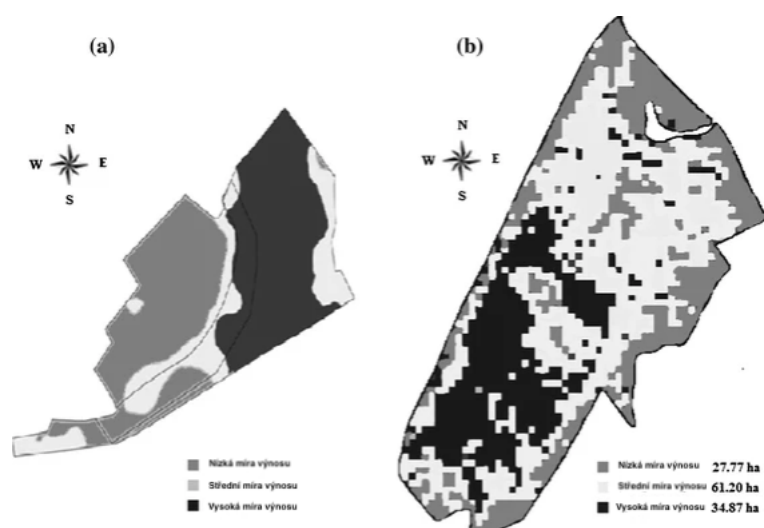 (a)
(b)
N
W E
S
N
W E
S
Nízká míra výnosu
Střední míra výnosu
Vysoká míra výnosu
Nízká míra výnosu 27.77 ha
Střední míra výnosu 61.20 ha
Vysoká míra výnosu 34.87 ha